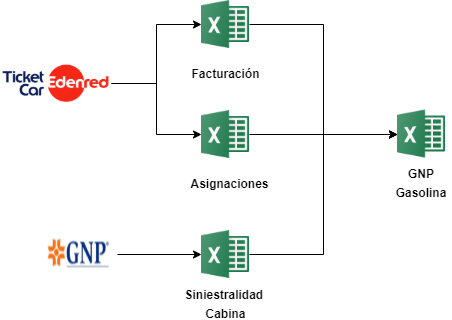 Facturación
Ticket
Car
Edenred
Asignaciones
GNP
Gasolina
GNP
Siniestralidad
Cabina